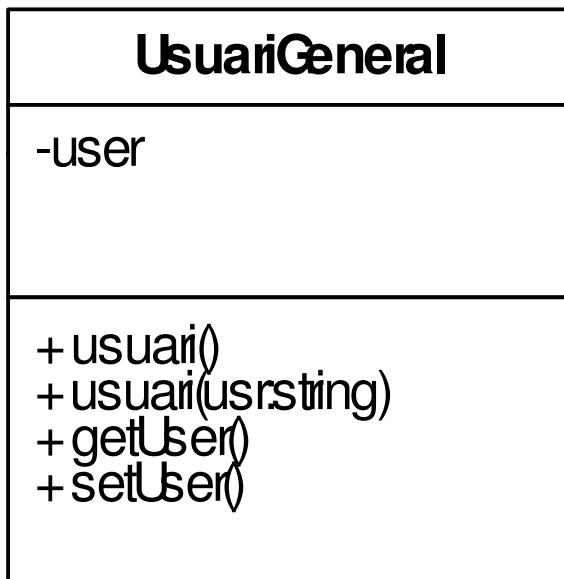 UsuariGeneral
-user
+ usuari()
+ usuari(usr:string)
+ getUser()
+ setUser()